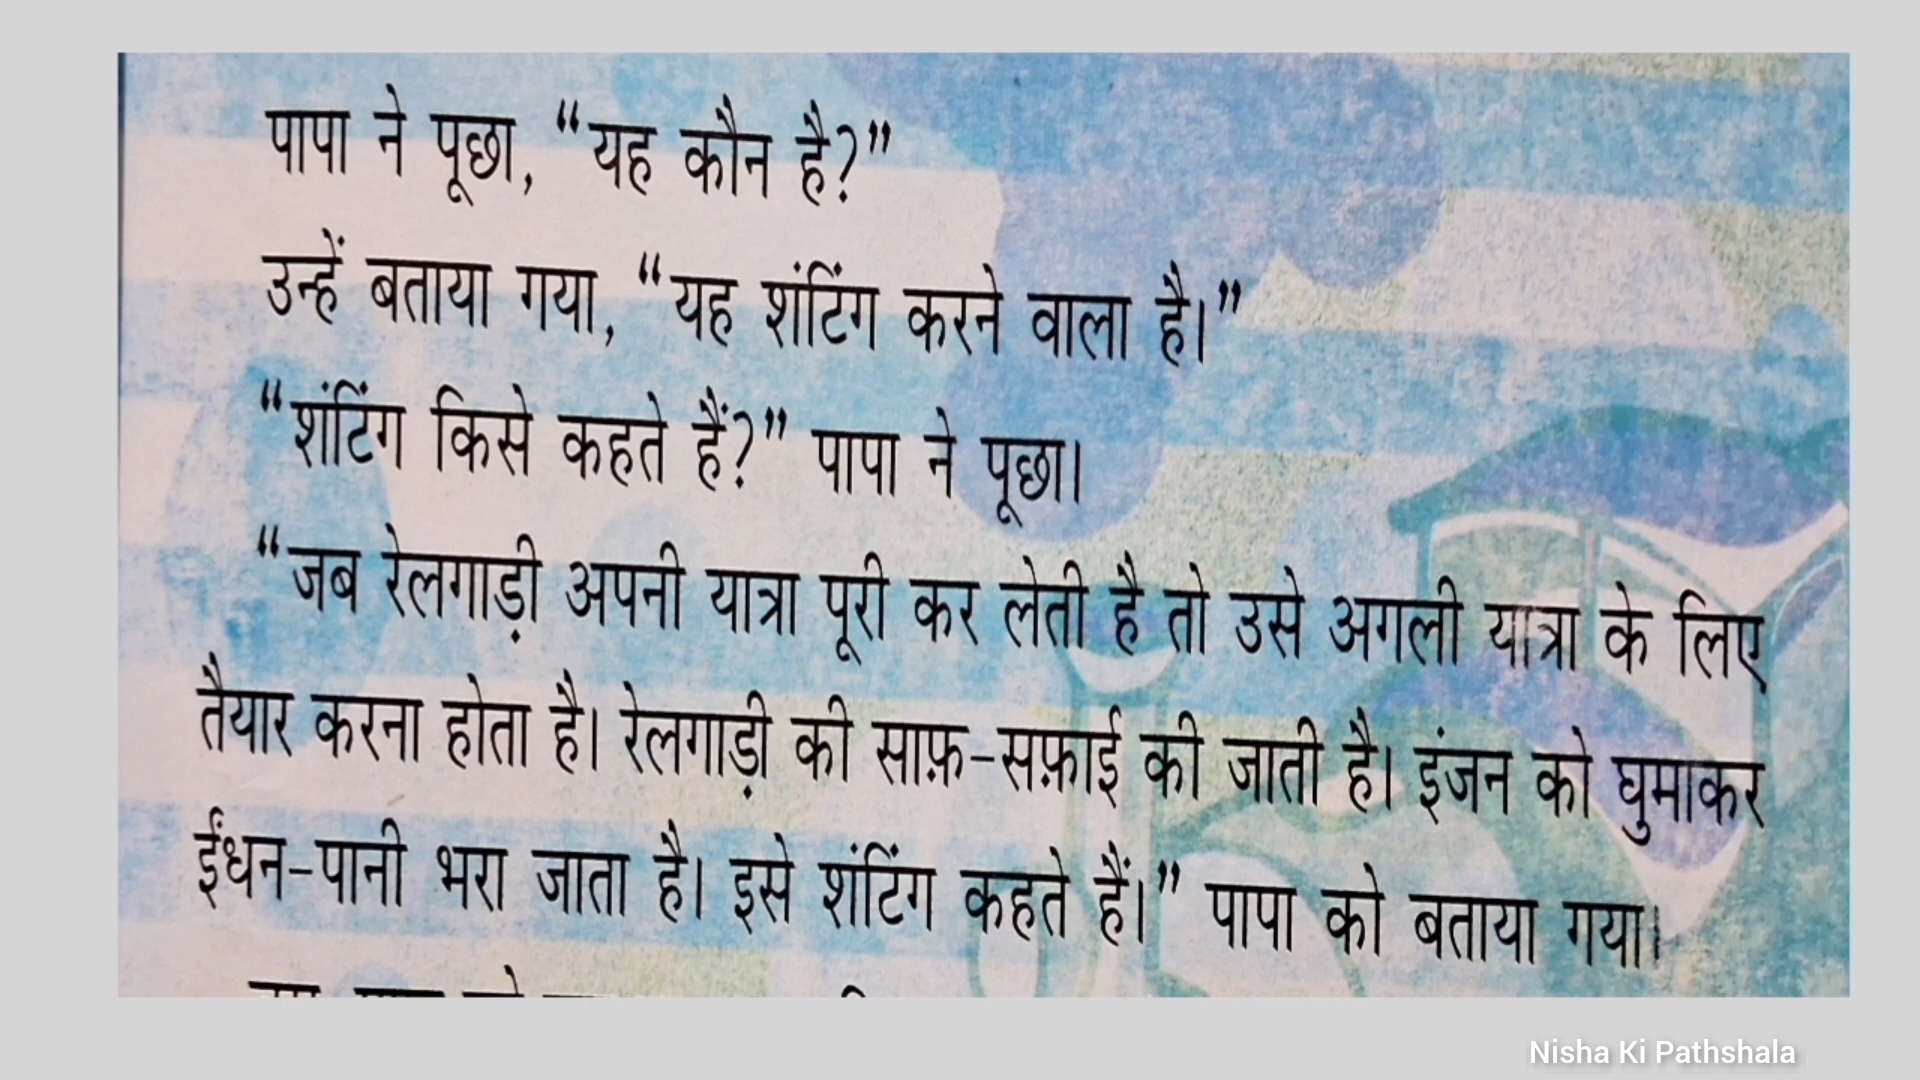 पापा ने पूछा, “यह कौन है?”
उन्हें बताया गया, “यह शंटिंग करने वाला है।”
“शंटिंग किसे कहते हैं?” पापा ने पूछा।
“जब रेलगाड़ी अपनी यात्रा पूरी कर लेती है तो उसे अगली यात्रा के लिए
तैयार करना होता है। रेलगाड़ी की साफ़-सफ़ाई की जाती है। इंजन को घुमाकर
ईंधन-पानी भरा जाता है। इसे शंटिंग कहते हैं।” पापा को बताया गया।
Nisha Ki Pathshala